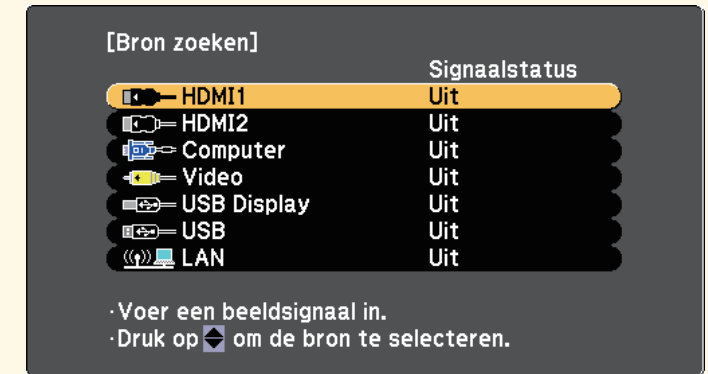 [Bron zoeken]
Signaalstatus
HDMI1 Uit
HDMI2 Uit
Computer Uit
Video Uit
USB Display Uit
USB Uit
LAN Uit
·Voer een beeldsignaal in.
·Druk op om de bron te selecteren.